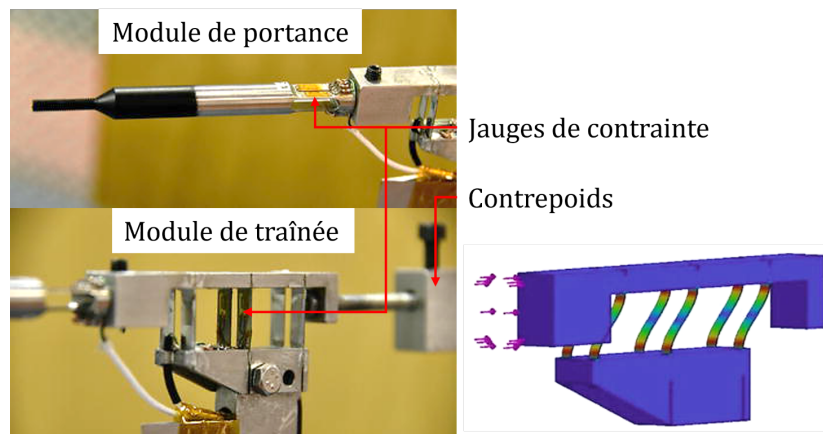 Module de portance
Jauges de contrainte
Contrepoids
Module de traînée